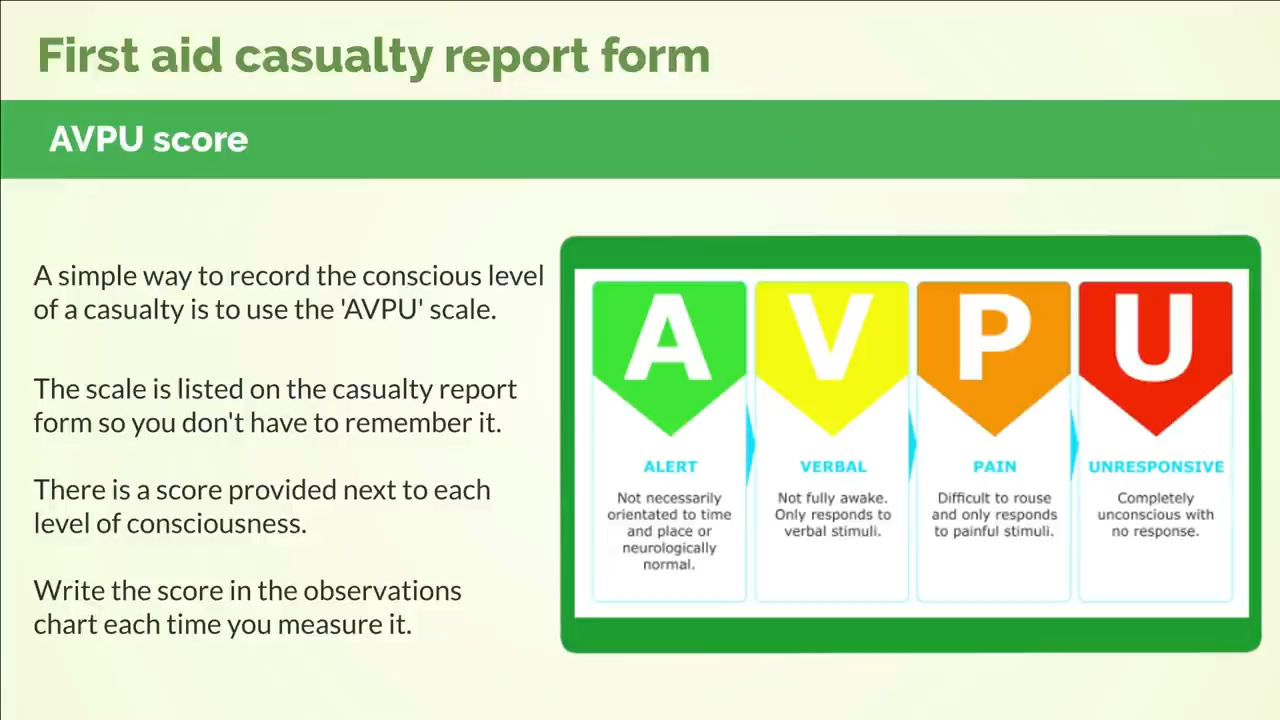 First aid casualty report form
AVPU score
A simple way to record the conscious level
of a casualty is to use the 'AVPU' scale.
The scale is listed on the casualty report
form so you don't have to remember it.
There is a score provided next to each
level of consciousness.
Write the score in the observations
chart each time you measure it.
A
ALERT
Not necessarily
orientated to time
and place or
neurologically
normal.
V
VERBAL
Not fully awake.
Only responds to
verbal stimuli.
P
PAIN
Difficult to rouse
and only responds
to painful stimuli.
U
UNRESPONSIVE
Completely
unconscious with
no response.